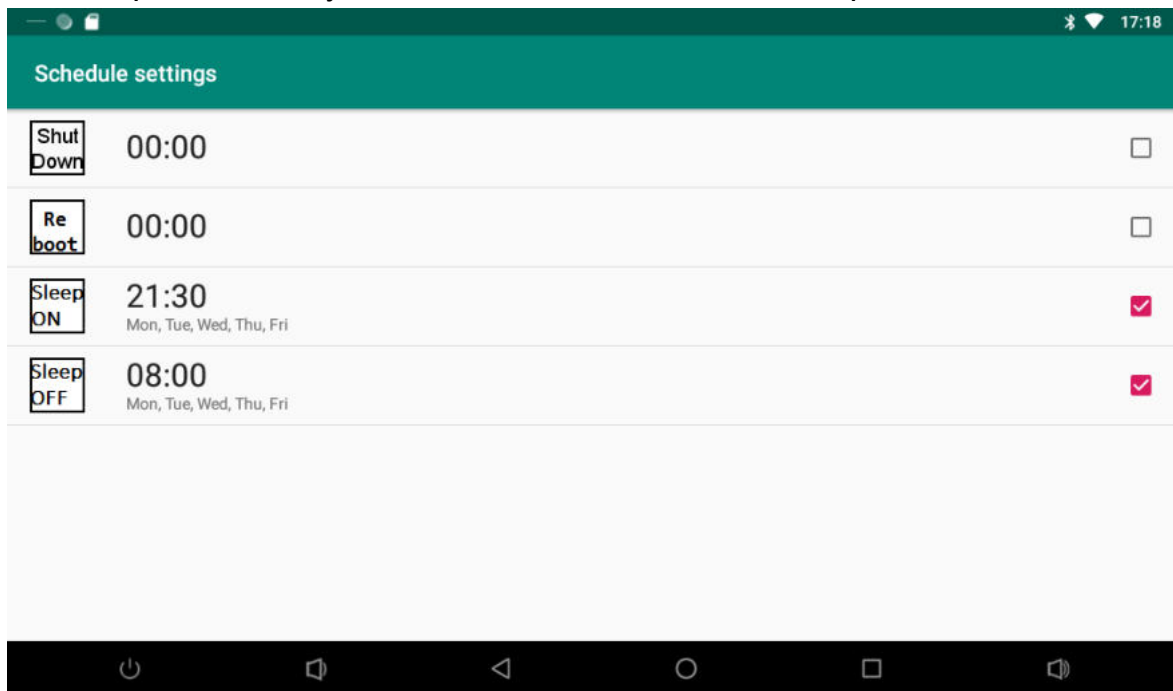 17:18
Schedule settings
Shut
Down
00:00
Re
boot
00:00
Sleep
ON
21:30
Mon, Tue, Wed, Thu, Fri
Sleep
OFF
08:00
Mon, Tue, Wed, Thu, Fri